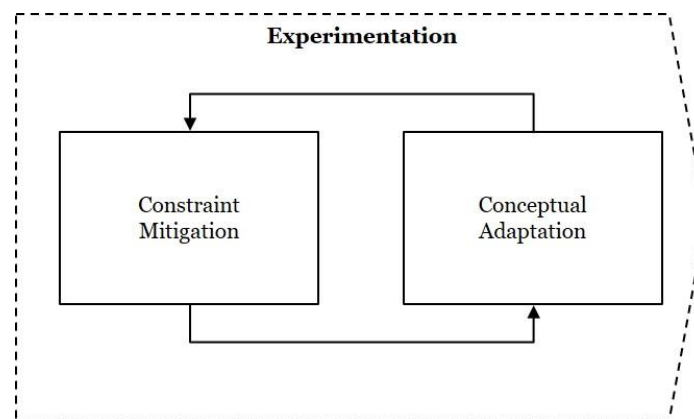 Experimentation
Constraint
Mitigation
Conceptual
Adaptation